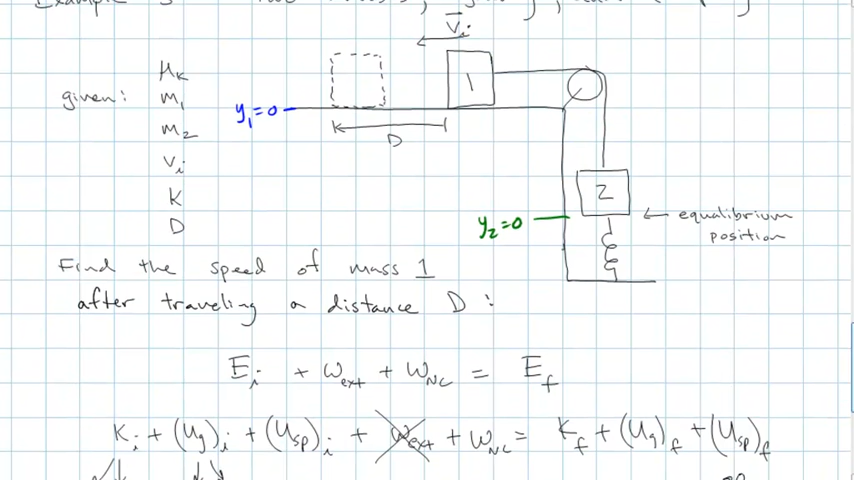 given:
μk
m1
m2
vi
K
D
Vi
1
y1=0
D
2
y2=0
← equalibrium
position
Find the speed of mass 1
after traveling a distance D:
Ei + Wext + WNC = Ef
Ki + (Ug)i + (Usp)i + Wext + WNC = Kf + (Ug)f + (Usp)f